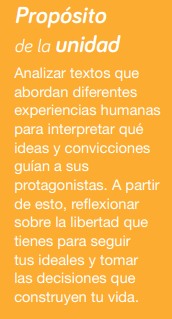 Propósito
de la unidad
Analizar textos que
abordan diferentes
experiencias humanas
para interpretar qué
ideas y convicciones
guían a sus
protagonistas. A partir
de esto, reflexionar
sobre la libertad que
tienes para seguir
tus ideales y tomar
las decisiones que
construyen tu vida.